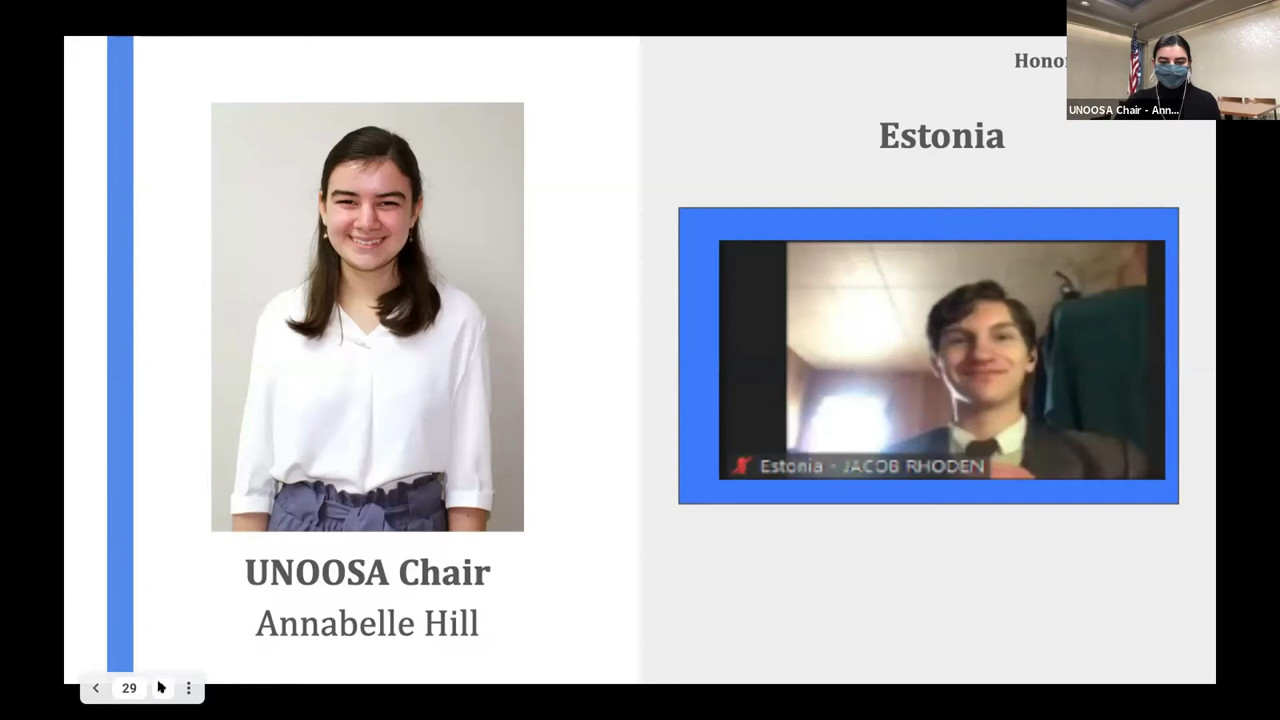 Hono
UNOOSA Chair - Ann...
Estonia
Estonia - JACOB RHODEN
UNOOSA Chair
Annabelle Hill
29